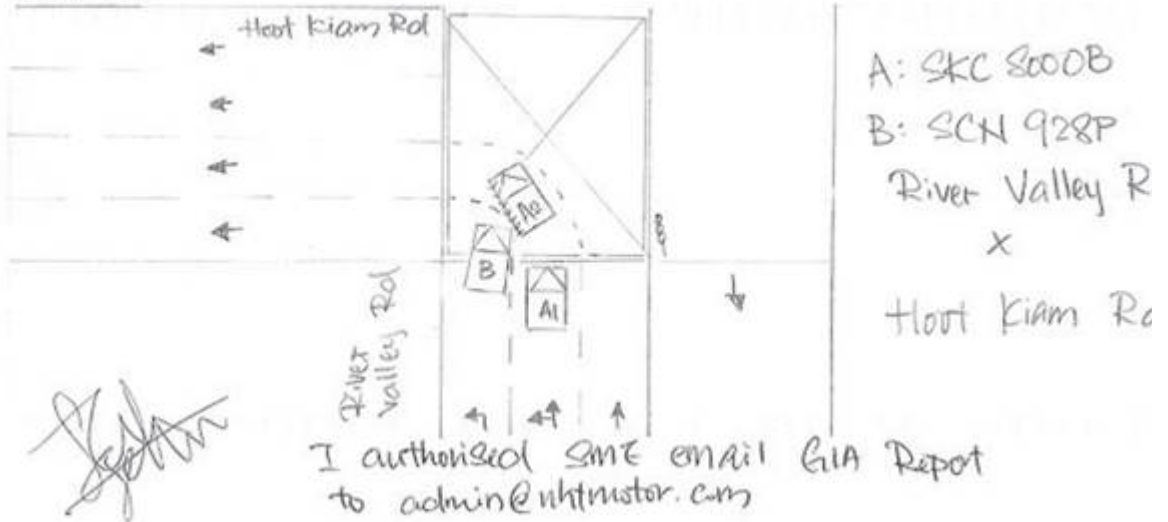 Hoot Kiam Rd
A: SKC 8000B
B: SCN 928P
River Valley R
X
Hoot Kiam Rd
A2
B
A1
River
Valley Rd
I authorised SME email GIA Repot
to admin@nhtmotor.com